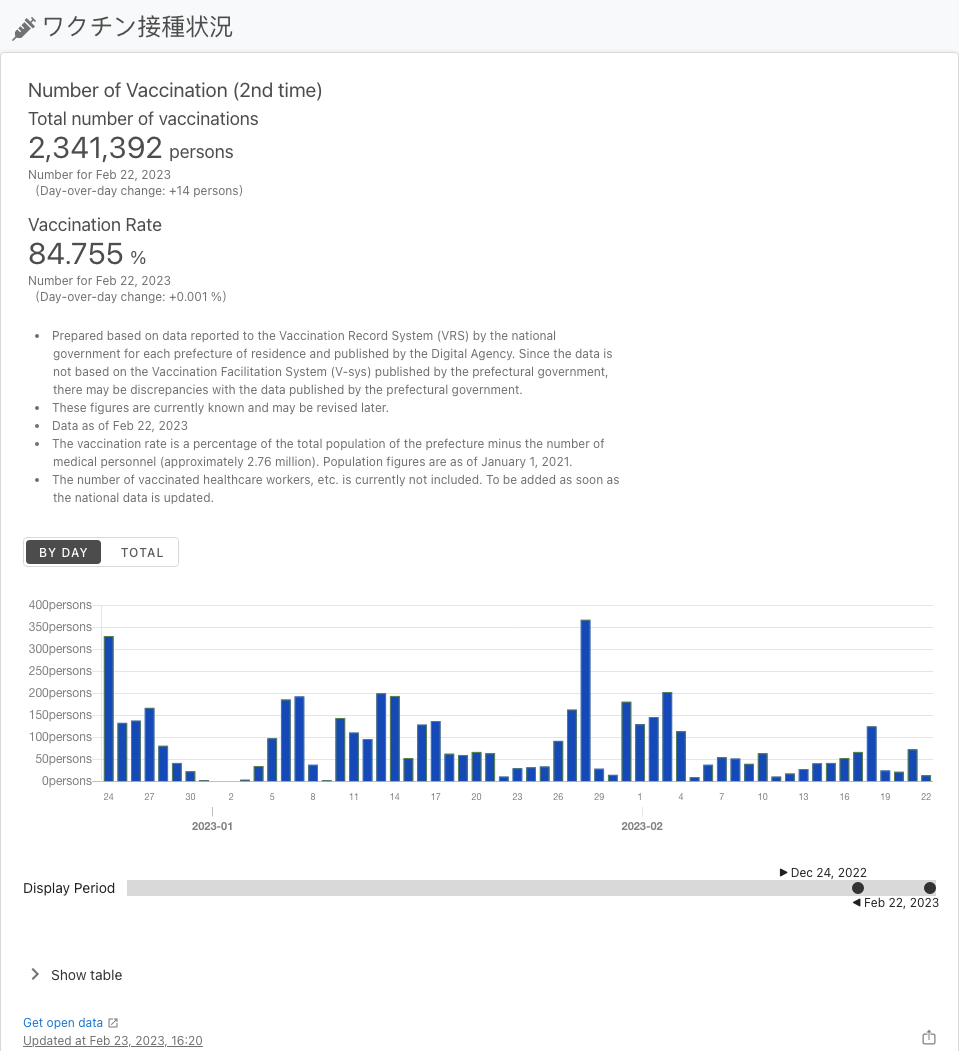 ワクチン接種状況
Number of Vaccination (2nd time)
Total number of vaccinations
2,341,392 persons
Number for Feb 22, 2023
(Day-over-day change: +14 persons)
Vaccination Rate
84.755 %
Number for Feb 22, 2023
(Day-over-day change: +0.001 %)
• Prepared based on data reported to the Vaccination Record System (VRS) by the national
government for each prefecture of residence and published by the Digital Agency. Since the data is
not based on the Vaccination Facilitation System (V-sys) published by the prefectural government,
there may be discrepancies with the data published by the prefectural government.
• These figures are currently known and may be revised later.
• Data as of Feb 22, 2023
• The vaccination rate is a percentage of the total population of the prefecture minus the number of
medical personnel (approximately 2.76 million). Population figures are as of January 1, 2021.
• The number of vaccinated healthcare workers, etc. is currently not included. To be added as soon as
the national data is updated.
BY DAY TOTAL
400persons
350persons
300persons
250persons
200persons
150persons
100persons
50persons
0persons
24 27 30 2 5 8 11 14 17 20 23 26 29 1 4 7 10 13 16 19 22
2023-01 2023-02
Dec 24, 2022
Display Period
Feb 22, 2023
Show table
Get open data
Updated at Feb 23, 2023, 16:20